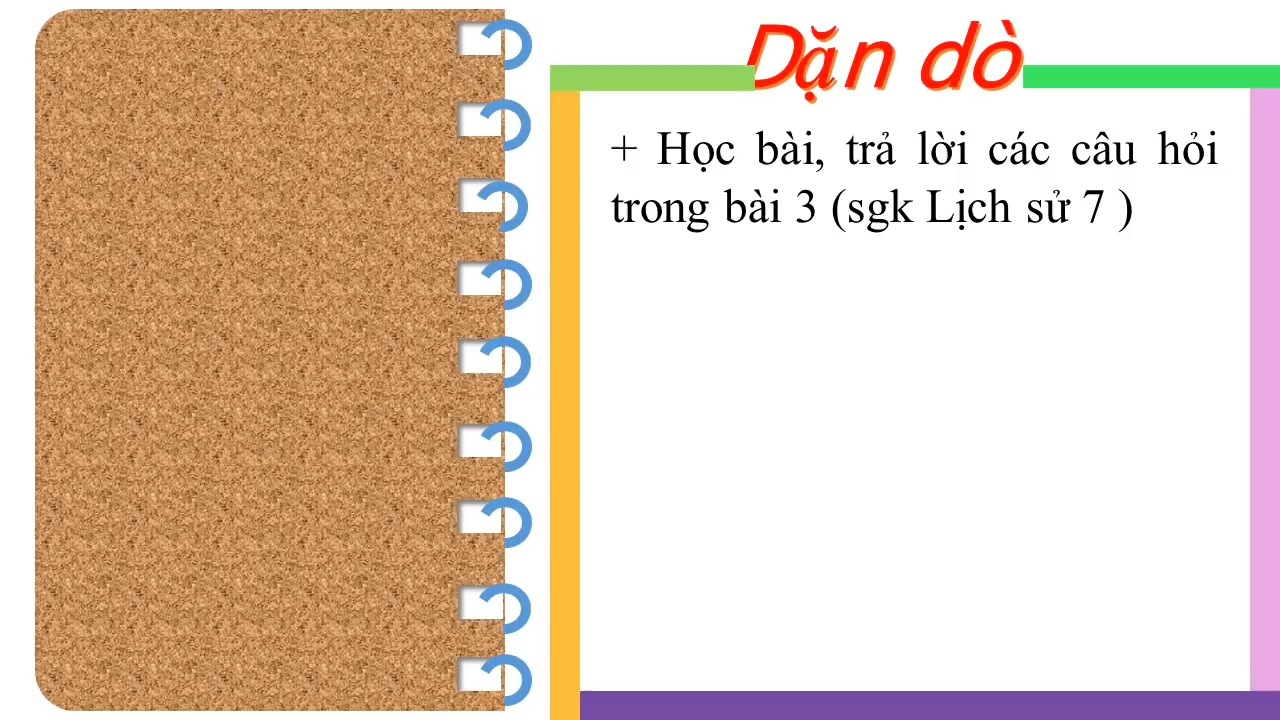 Dặn dò
+ Học bài, trả lời các câu hỏi
trong bài 3 (sgk Lịch sử 7 )